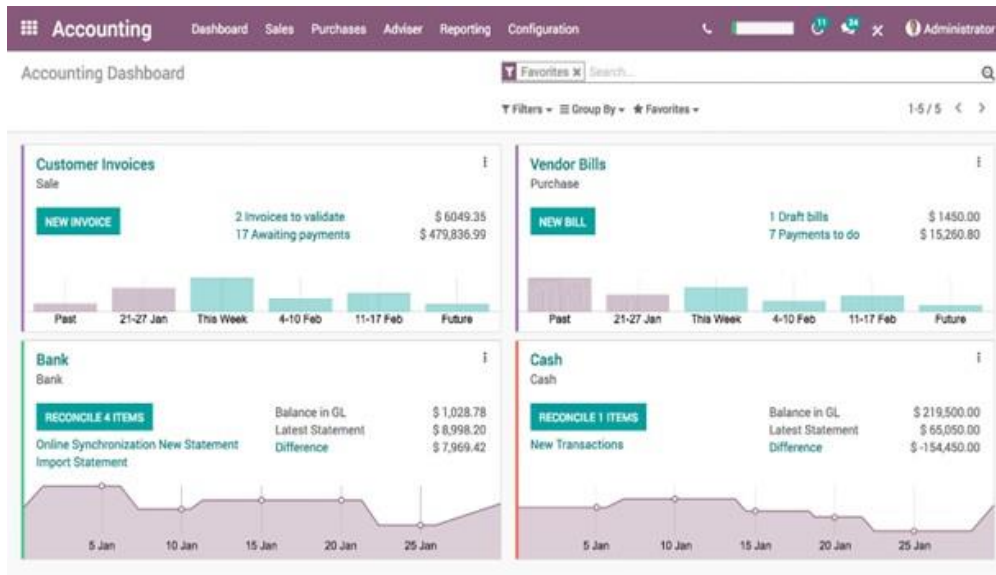 Accounting Dashboard Sales Purchases Adviser Reporting Configuration 11 24 Administrator
Accounting Dashboard
Favorites x Search...
Filters Group By Favorites 1-5 / 5 < >
Customer Invoices
Sale
NEW INVOICE
2 Invoices to validate $ 6049.35
17 Awaiting payments $ 479,836.99
Past 21-27 Jan This Week 4-10 Feb 11-17 Feb Future
Vendor Bills
Purchase
NEW BILL
1 Draft bills $ 1450.00
7 Payments to do $ 15,260.80
Past 21-27 Jan This Week 4-10 Feb 11-17 Feb Future
Bank
Bank
RECONCILE 4 ITEMS
Online Synchronization New Statement
Import Statement
Balance in GL $ 1,028.78
Latest Statement $ 8,998.20
Difference $ 7,969.42
5 Jan 10 Jan 15 Jan 20 Jan 25 Jan
Cash
Cash
RECONCILE 1 ITEMS
New Transactions
Balance in GL $ 219,500.00
Latest Statement $ 65,050.00
Difference $ -154,450.00
5 Jan 10 Jan 15 Jan 20 Jan 25 Jan